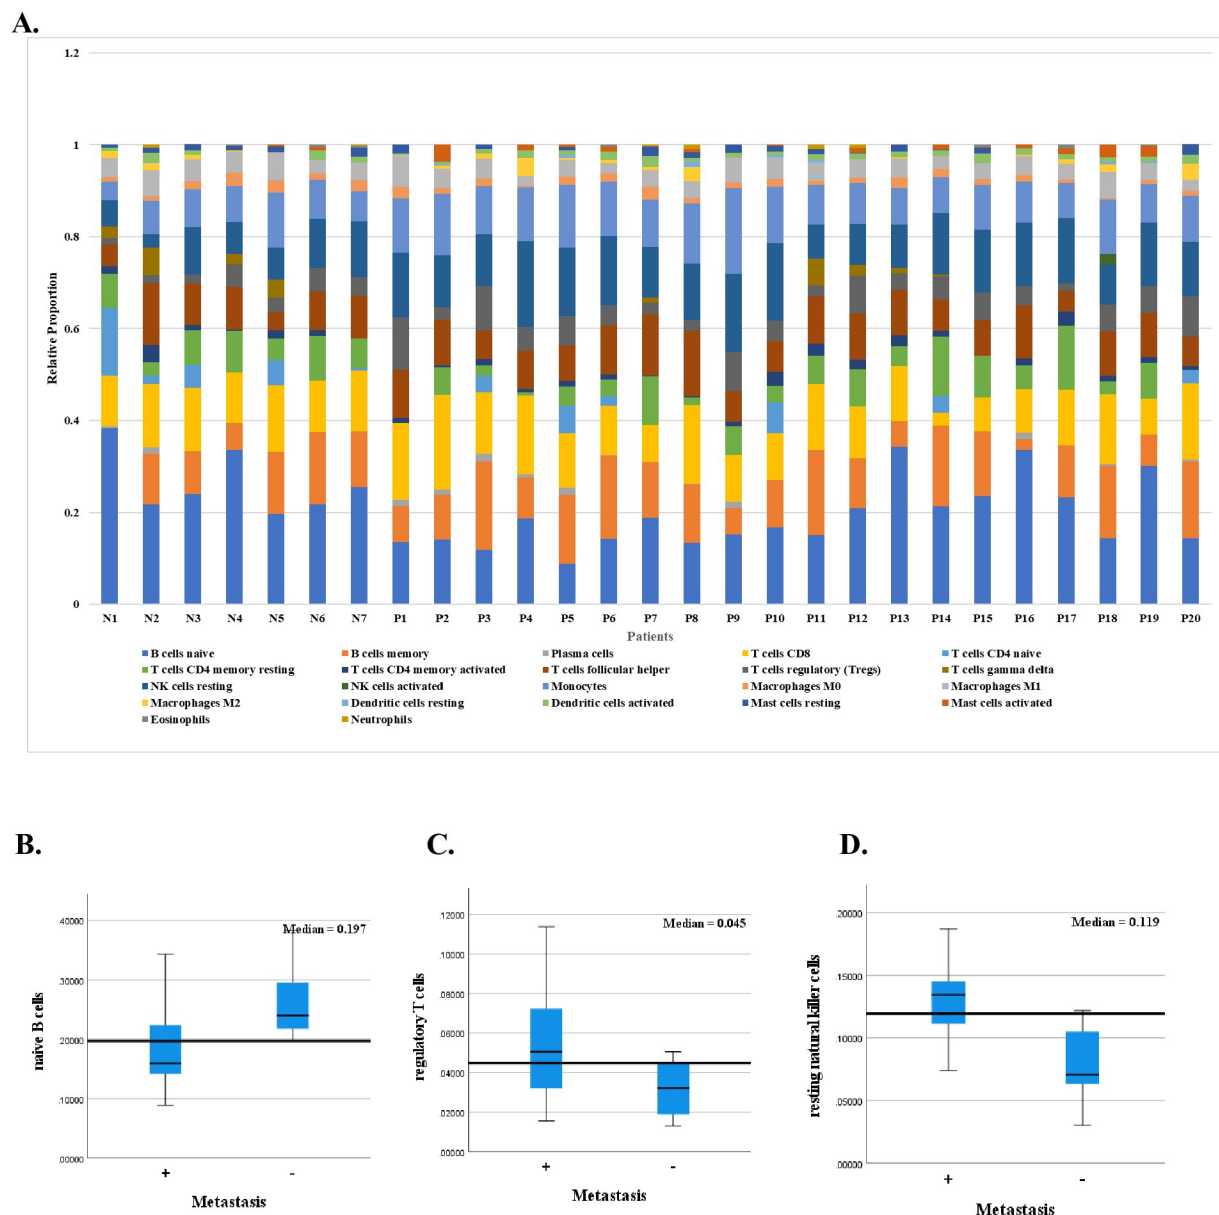 A.
1.2
1
0.8
0.6
0.4
0.2
0
Relative Proportion
N1 N2 N3 N4 N5 N6 N7 P1 P2 P3 P4 P5 P6 P7 P8 P9 P10 P11 P12 P13 P14 P15 P16 P17 P18 P19 P20
Patients
B cells naive B cells memory Plasma cells T cells CD8 T cells CD4 naive
T cells CD4 memory resting T cells CD4 memory activated T cells follicular helper T cells regulatory (Tregs) T cells gamma delta
NK cells resting NK cells activated Monocytes Macrophages M0 Macrophages M1
Macrophages M2 Dendritic cells resting Dendritic cells activated Mast cells resting Mast cells activated
Eosinophils Neutrophils
B.
Median = 0.197
.40000
.30000
.20000
.10000
.00000
naive B cells
+ -
Metastasis
C.
Median = 0.045
.12000
.10000
.08000
.06000
.04000
.02000
.00000
regulatory T cells
+ -
Metastasis
D.
Median = 0.119
.20000
.15000
.10000
.05000
.00000
resting natural killer cells
+ -
Metastasis